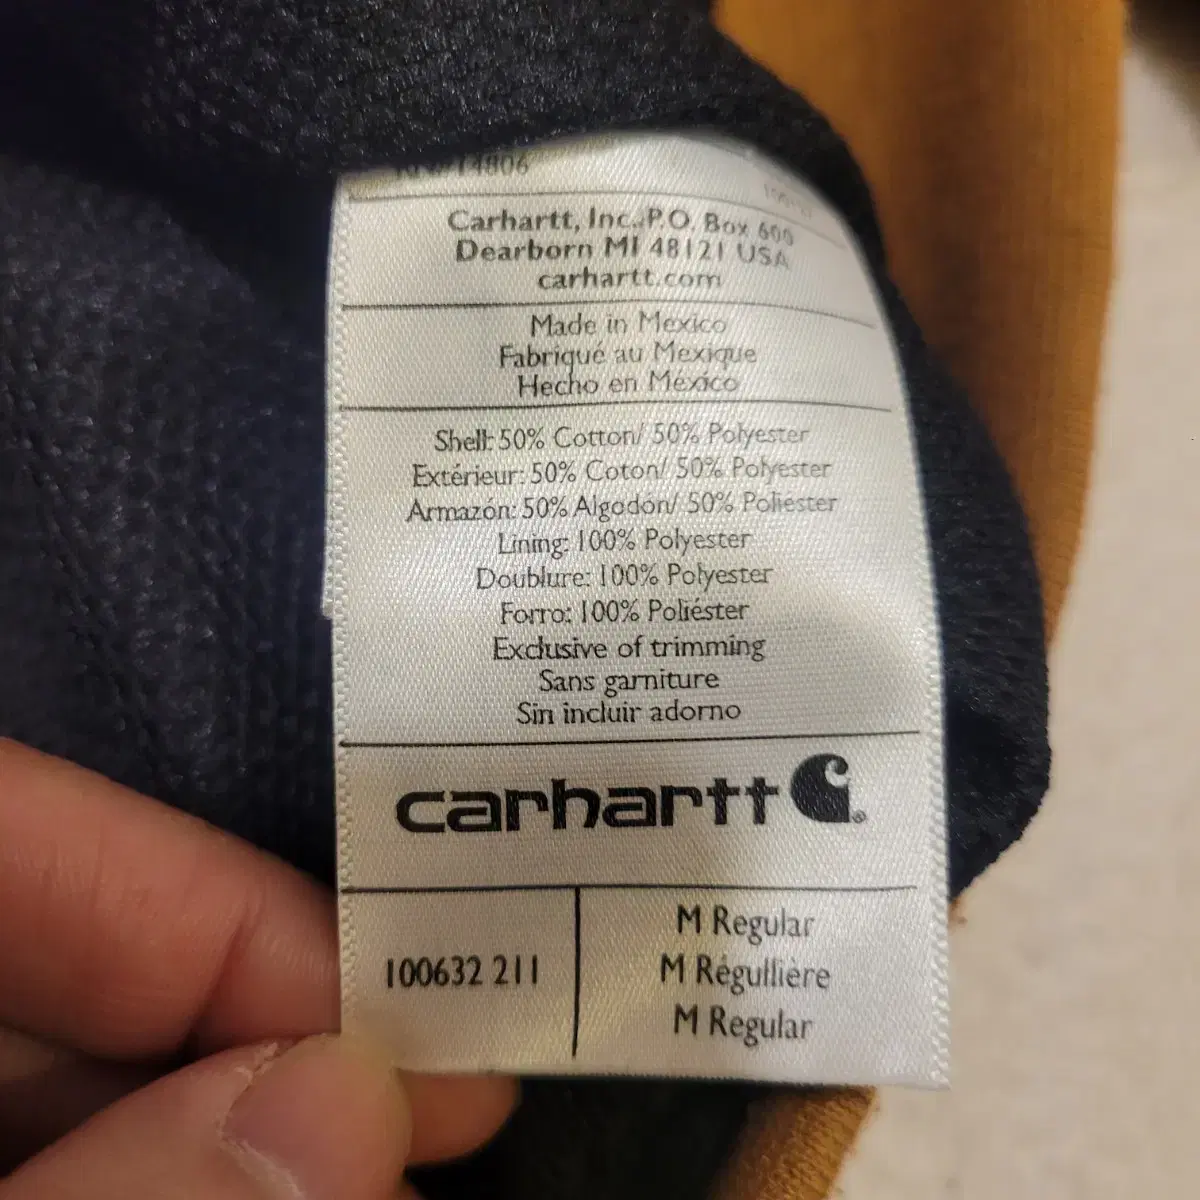 14806
Carhartt, Inc. P.O. Box 600
Dearborn MI 48121 USA
carhartt.com
Made in Mexico
Fabriqué au Mexique
Hecho en México
Shell: 50% Cotton/ 50% Polyester
Extérieur: 50% Coton/ 50% Polyester
Armazón: 50% Algodón/ 50% Poliéster
Lining: 100% Polyester
Doublure: 100% Polyester
Forro: 100% Poliéster
Exclusive of trimming
Sans garniture
Sin incluir adorno
carhartt
100632 211
M Regular
M Régullière
M Regular